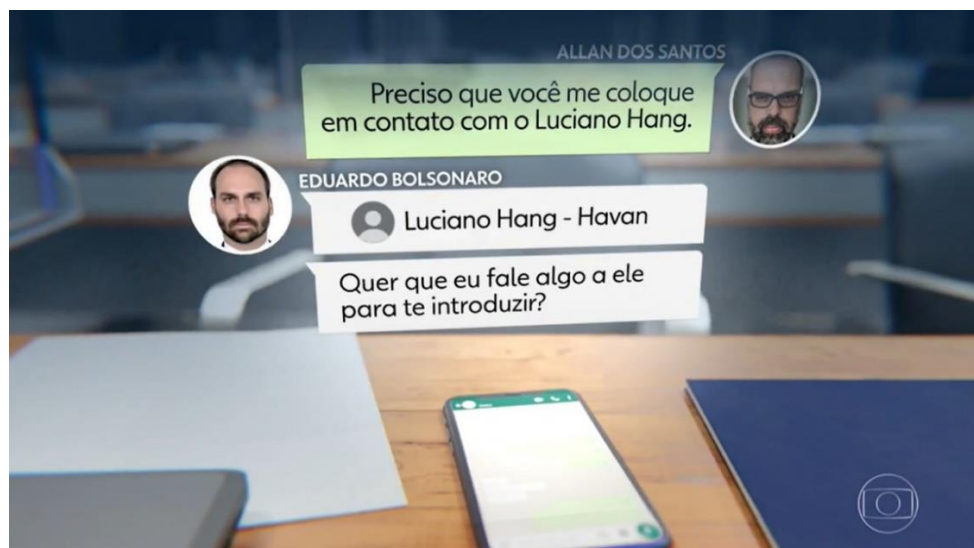 ALLAN DOS SANTOS
Preciso que você me coloque
em contato com o Luciano Hang.
EDUARDO BOLSONARO
Luciano Hang - Havan
Quer que eu fale algo a ele
para te introduzir?